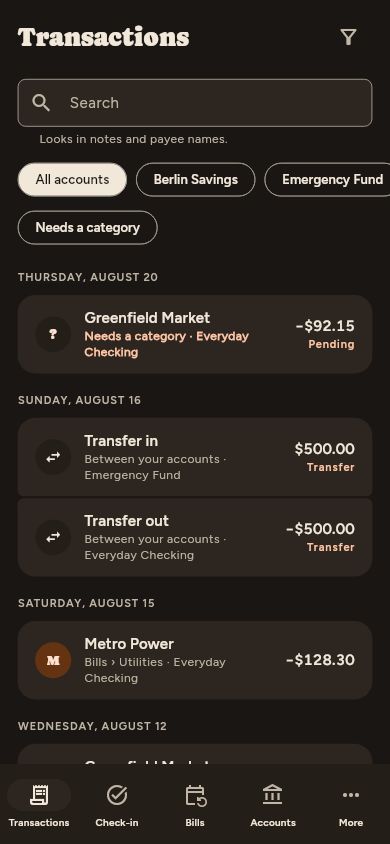 Transactions
Search
Looks in notes and payee names.
All accounts
Berlin Savings
Emergency Fund
Needs a category
THURSDAY, AUGUST 20
?
Greenfield Market
Needs a category · Everyday
Checking
-$92.15
Pending
SUNDAY, AUGUST 16
Transfer in
Between your accounts ·
Emergency Fund
$500.00
Transfer
Transfer out
Between your accounts ·
Everyday Checking
-$500.00
Transfer
SATURDAY, AUGUST 15
M
Metro Power
Bills › Utilities · Everyday
Checking
-$128.30
WEDNESDAY, AUGUST 12
Transactions
Check-in
Bills
Accounts
More